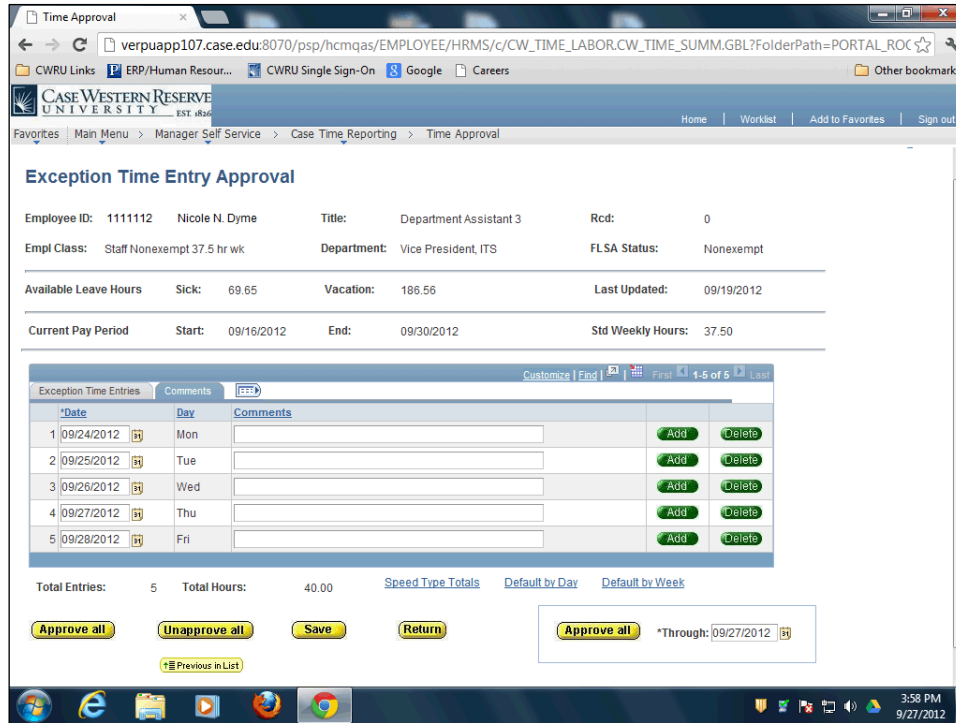 Time Approval
verpuapp107.case.edu:8070/psp/hcmqas/EMPLOYEE/HRMS/c/CW_TIME_LABOR.CW_TIME_SUMM.GBL?FolderPath=PORTAL_ROC
CWRU Links ERP/Human Resour... CWRU Single Sign-On Google Careers Other bookmark
CASE WESTERN RESERVE
UNIVERSITY EST. 1826
Home | Worklist | Add to Favorites | Sign out
Favorites Main Menu > Manager Self Service > Case Time Reporting > Time Approval
Exception Time Entry Approval
Employee ID: 1111112 Nicole N. Dyme Title: Department Assistant 3 Rcd: 0
Empl Class: Staff Nonexempt 37.5 hr wk Department: Vice President, ITS FLSA Status: Nonexempt
Available Leave Hours Sick: 69.65 Vacation: 186.56 Last Updated: 09/19/2012
Current Pay Period Start: 09/16/2012 End: 09/30/2012 Std Weekly Hours: 37.50
Customize | Find | First 1-5 of 5 Last
Exception Time Entries Comments
*Date Day Comments
1 09/24/2012 Mon Add Delete
2 09/25/2012 Tue Add Delete
3 09/26/2012 Wed Add Delete
4 09/27/2012 Thu Add Delete
5 09/28/2012 Fri Add Delete
Total Entries: 5 Total Hours: 40.00 Speed Type Totals Default by Day Default by Week
Approve all Unapprove all Save Return Approve all *Through: 09/27/2012
Previous in List
3:58 PM
9/27/2012